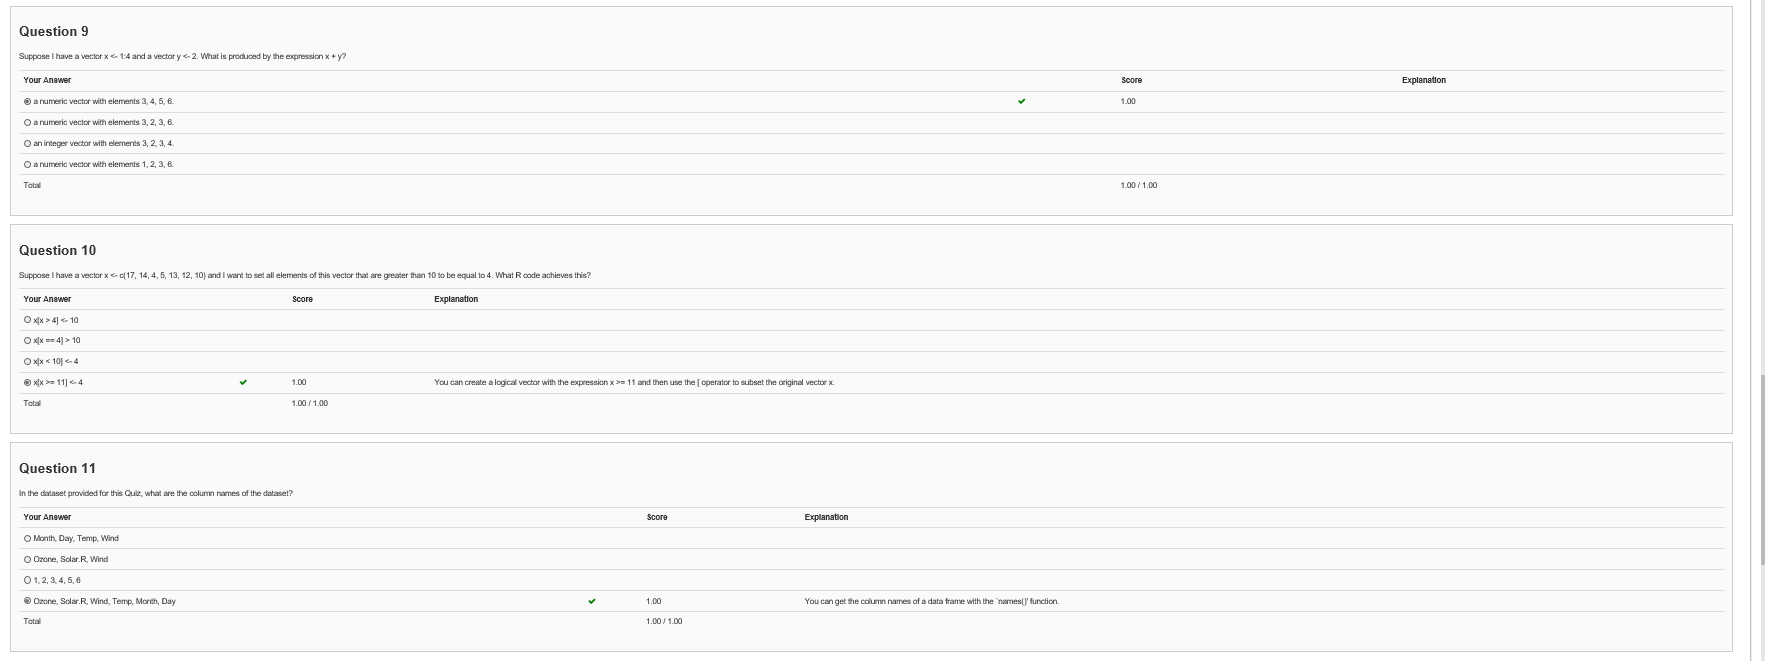 Question 9
Suppose I have a vector x <- 1:4 and a vector y <- 2. What is produced by the expression x + y?
Your Answer Score Explanation
a numeric vector with elements 3, 4, 5, 6. 1.00
a numeric vector with elements 3, 2, 3, 6.
an integer vector with elements 3, 2, 3, 4.
a numeric vector with elements 1, 2, 3, 6.
Total 1.00 / 1.00
Question 10
Suppose I have a vector x <- c(17, 14, 4, 5, 13, 12, 10) and I want to set all elements of this vector that are greater than 10 to be equal to 4. What R code achieves this?
Your Answer Score Explanation
x[x > 4] <- 10
x[x == 4] > 10
x[x < 10] <- 4
x[x >= 11] <- 4 1.00 You can create a logical vector with the expression x >= 11 and then use the [ operator to subset the original vector x.
Total 1.00 / 1.00
Question 11
In the dataset provided for this Quiz, what are the column names of the dataset?
Your Answer Score Explanation
Month, Day, Temp, Wind
Ozone, Solar.R, Wind
1, 2, 3, 4, 5, 6
Ozone, Solar.R, Wind, Temp, Month, Day 1.00 You can get the column names of a data frame with the `names()' function.
Total 1.00 / 1.00